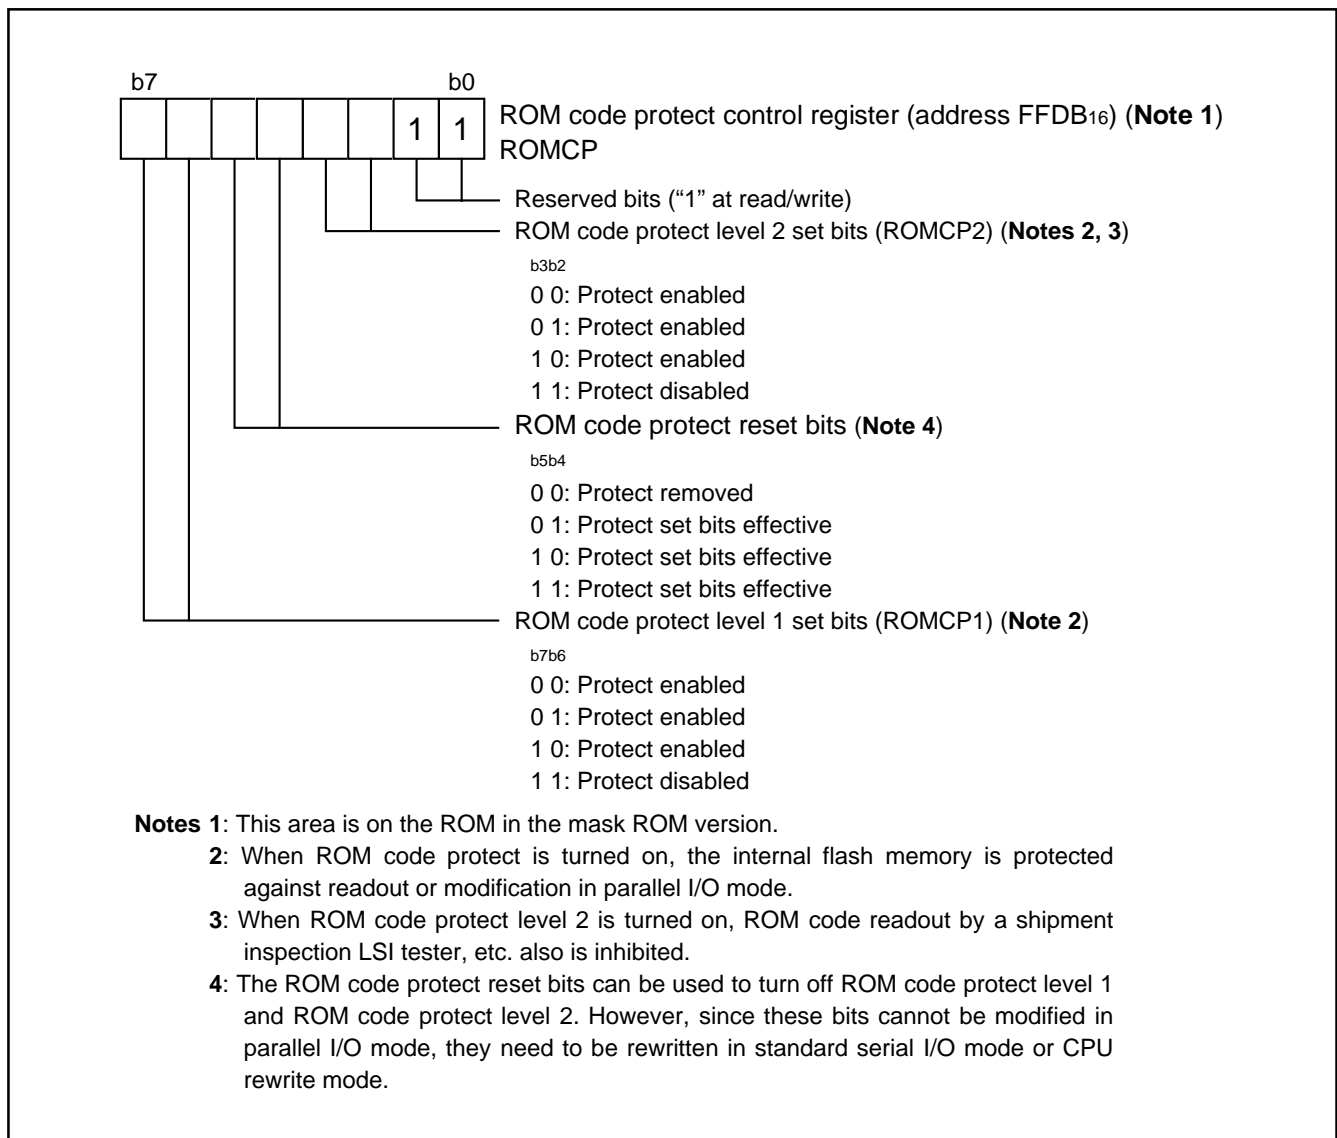 b7 b0
1 1
ROM code protect control register (address FFDB16) (Note 1)
ROMCP
Reserved bits (“1” at read/write)
ROM code protect level 2 set bits (ROMCP2) (Notes 2, 3)
b3b2
0 0: Protect enabled
0 1: Protect enabled
1 0: Protect enabled
1 1: Protect disabled
ROM code protect reset bits (Note 4)
b5b4
0 0: Protect removed
0 1: Protect set bits effective
1 0: Protect set bits effective
1 1: Protect set bits effective
ROM code protect level 1 set bits (ROMCP1) (Note 2)
b7b6
0 0: Protect enabled
0 1: Protect enabled
1 0: Protect enabled
1 1: Protect disabled
Notes 1: This area is on the ROM in the mask ROM version.
2: When ROM code protect is turned on, the internal flash memory is protected
against readout or modification in parallel I/O mode.
3: When ROM code protect level 2 is turned on, ROM code readout by a shipment
inspection LSI tester, etc. also is inhibited.
4: The ROM code protect reset bits can be used to turn off ROM code protect level 1
and ROM code protect level 2. However, since these bits cannot be modified in
parallel I/O mode, they need to be rewritten in standard serial I/O mode or CPU
rewrite mode.